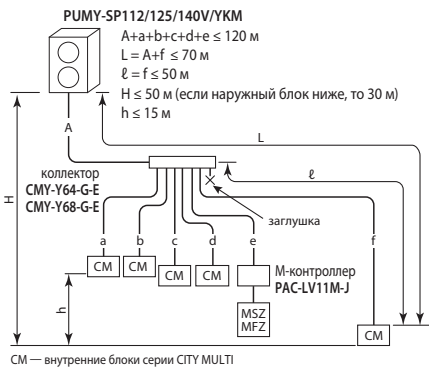 PUMY-SP112/125/140V/YKM
A+a+b+c+d+e ≤ 120 м
L = A+f ≤ 70 м
ℓ = f ≤ 50 м
H ≤ 50 м (если наружный блок ниже, то 30 м)
h ≤ 15 м
A
L
H
коллектор
CMY-Y64-G-E
CMY-Y68-G-E
ℓ
заглушка
a
b
c
d
e
f
CM
CM
CM
CM
М-контроллер
PAC-LV11M-J
h
MSZ
MFZ
CM
CM — внутренние блоки серии CITY MULTI